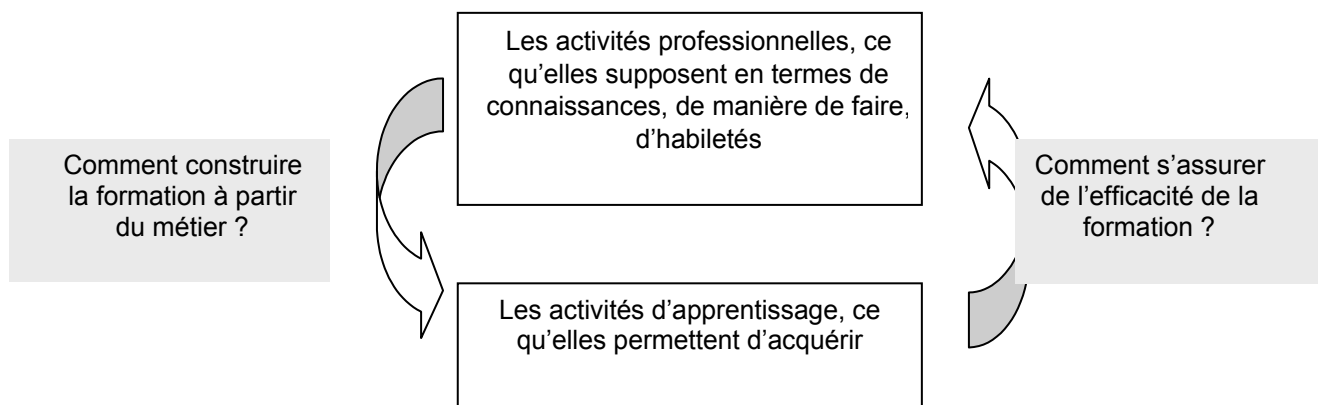 Les activités professionnelles, ce
qu’elles supposent en termes de
connaissances, de manière de faire,
d’habiletés
Comment construire
la formation à partir
du métier ?
Comment s’assurer
de l’efficacité de la
formation ?
Les activités d’apprentissage, ce
qu’elles permettent d’acquérir